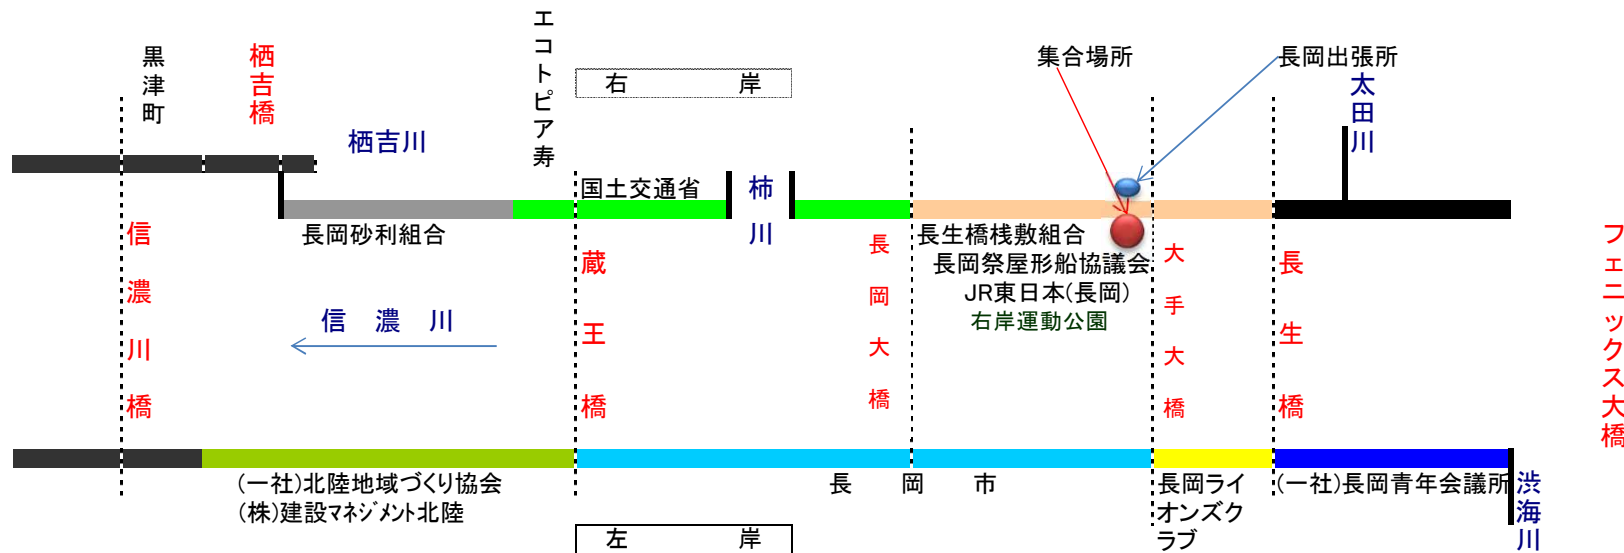 エコトピア寿
黒津町
栖吉橋
集合場所
長岡出張所
右　岸
太田川
栖吉川
国土交通省
柿川
長岡砂利組合
長生橋桟敷組合
長岡祭屋形船協議会
JR東日本(長岡)
右岸運動公園
信濃川橋
信　濃　川
蔵王橋
長岡大橋
大手大橋
長生橋
フェニックス大橋
(一社)北陸地域づくり協会
(株)建設マネジメント北陸
長　岡　市
長岡ライ
オンズク
ラブ
(一社)長岡青年会議所
渋海川
左　岸